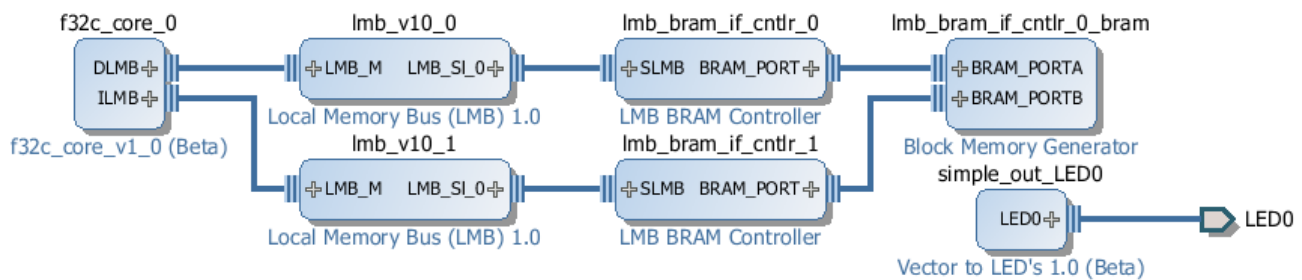 f32c_core_0
lmb_v10_0
lmb_bram_if_cntlr_0
lmb_bram_if_cntlr_0_bram
DLMB
ILMB
LMB_M
LMB_SI_0
SLMB
BRAM_PORT
BRAM_PORTA
BRAM_PORTB
f32c_core_v1_0 (Beta)
Local Memory Bus (LMB) 1.0
LMB BRAM Controller
Block Memory Generator
lmb_v10_1
lmb_bram_if_cntlr_1
simple_out_LED0
LMB_M
LMB_SI_0
SLMB
BRAM_PORT
LED0
LED0
Local Memory Bus (LMB) 1.0
LMB BRAM Controller
Vector to LED's 1.0 (Beta)